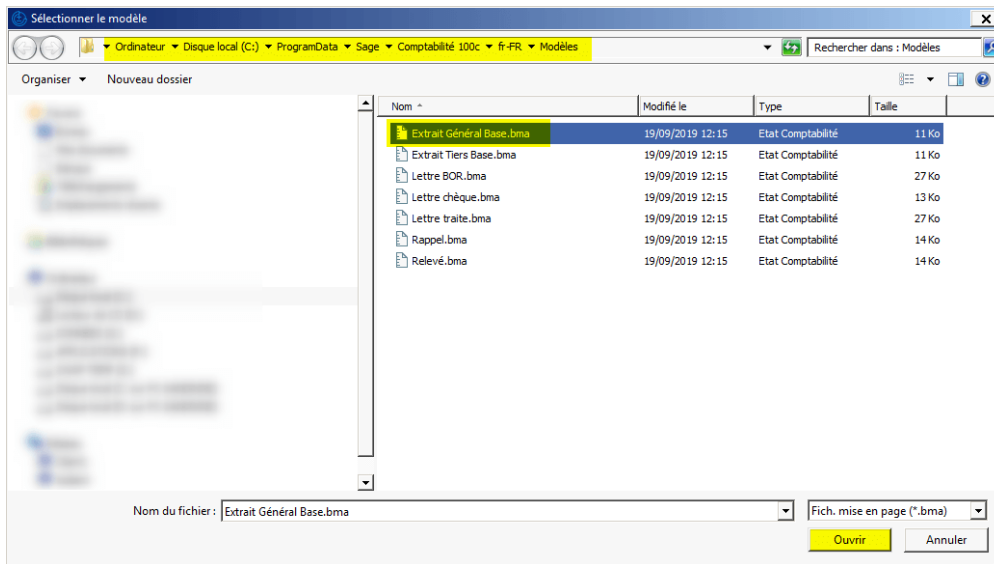 Sélectionner le modèle
Ordinateur Disque local (C:) ProgramData Sage Comptabilité 100c fr-FR Modèles
Rechercher dans : Modèles
Organiser Nouveau dossier
Nom Modifié le Type Taille
Extrait Général Base.bma 19/09/2019 12:15 Etat Comptabilité 11 Ko
Extrait Tiers Base.bma 19/09/2019 12:15 Etat Comptabilité 11 Ko
Lettre BOR.bma 19/09/2019 12:15 Etat Comptabilité 27 Ko
Lettre chèque.bma 19/09/2019 12:15 Etat Comptabilité 13 Ko
Lettre traite.bma 19/09/2019 12:15 Etat Comptabilité 27 Ko
Rappel.bma 19/09/2019 12:15 Etat Comptabilité 14 Ko
Relevé.bma 19/09/2019 12:15 Etat Comptabilité 14 Ko
Nom du fichier : Extrait Général Base.bma Fich. mise en page (*.bma)
Ouvrir Annuler